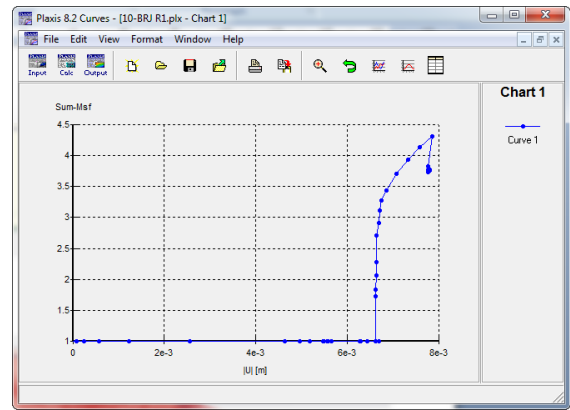 Plaxis 8.2 Curves - [10-BRJ R1.plx - Chart 1]
File Edit View Format Window Help
Input Calc Output
Chart 1
Curve 1
Sum-Msf
4.5
4
3.5
3
2.5
2
1.5
1
0 2e-3 4e-3 6e-3 8e-3
|U| [m]